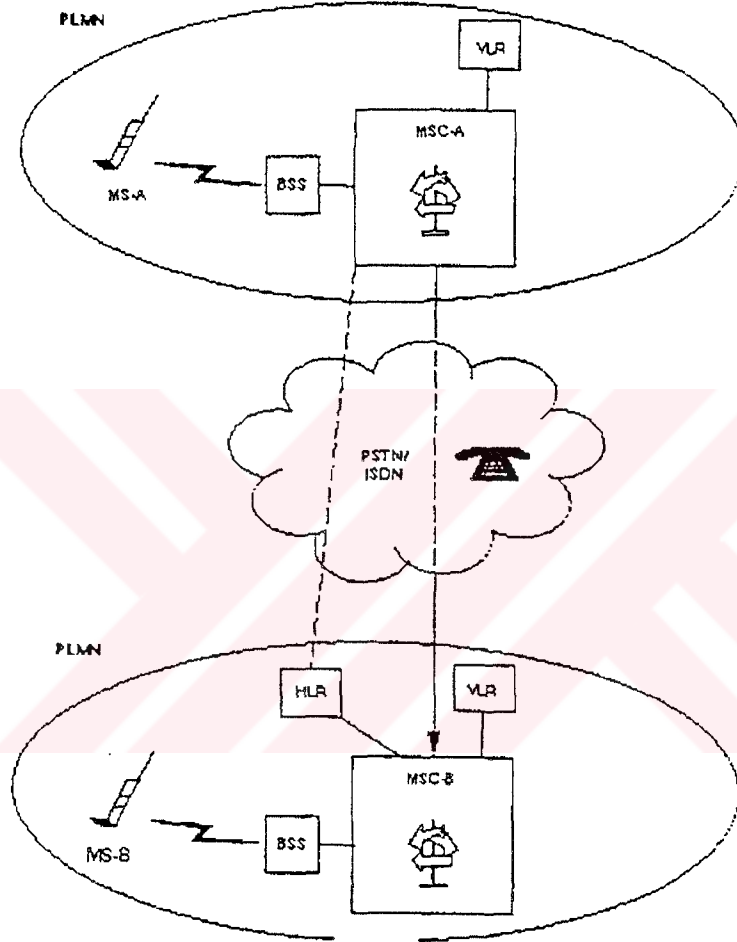 PLMN
VLR
MSC-A
BSS
MS-A
PSTN/
ISDN
PLMN
HLR
VLR
MSC-B
BSS
MS-B